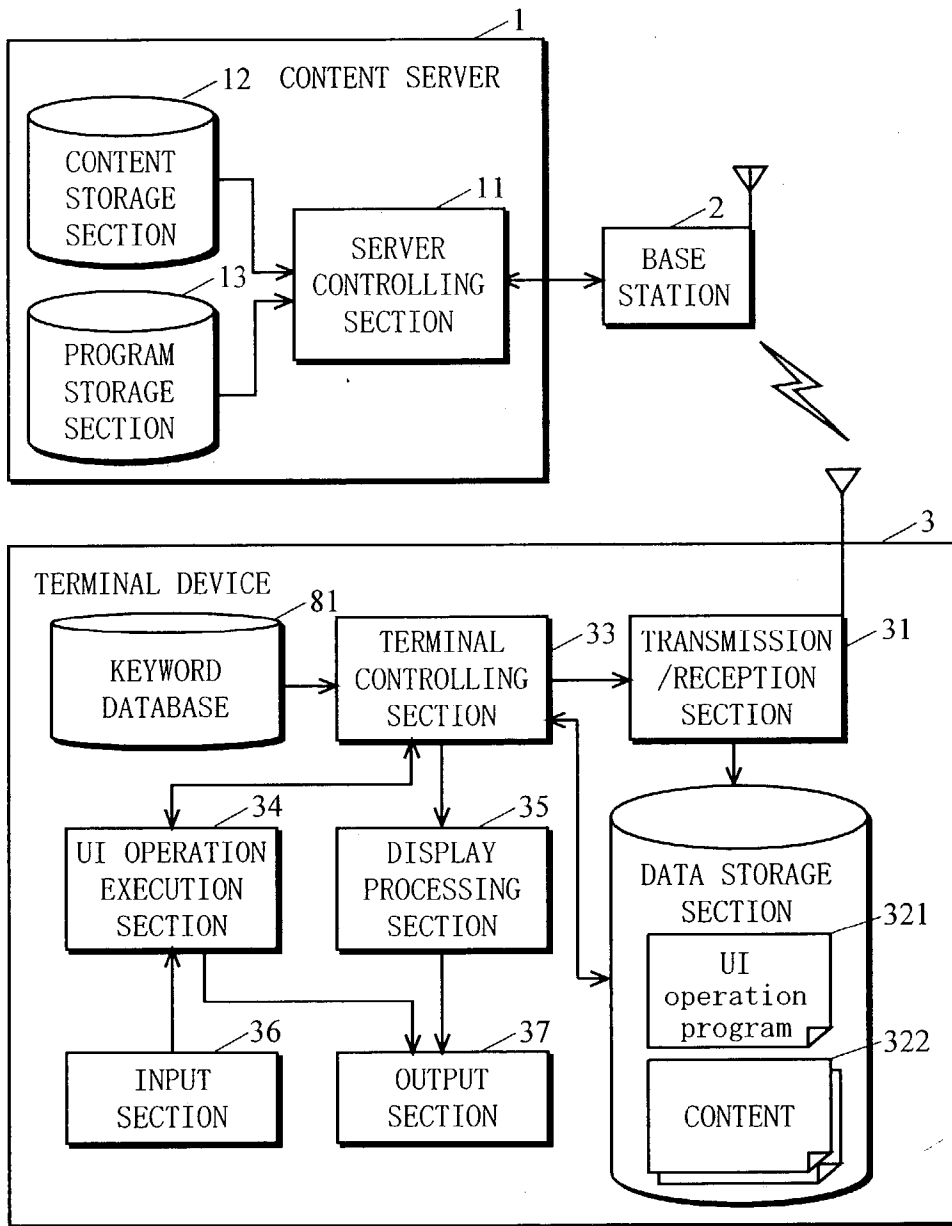 1
12 CONTENT SERVER
CONTENT
STORAGE
SECTION
13
PROGRAM
STORAGE
SECTION
11
SERVER
CONTROLLING
SECTION
2
BASE
STATION
3
TERMINAL DEVICE
81
KEYWORD
DATABASE
TERMINAL
CONTROLLING
SECTION
33
TRANSMISSION
/RECEPTION
SECTION
31
34
UI OPERATION
EXECUTION
SECTION
35
DISPLAY
PROCESSING
SECTION
DATA STORAGE
SECTION
321
UI
operation
program
322
CONTENT
36
INPUT
SECTION
37
OUTPUT
SECTION